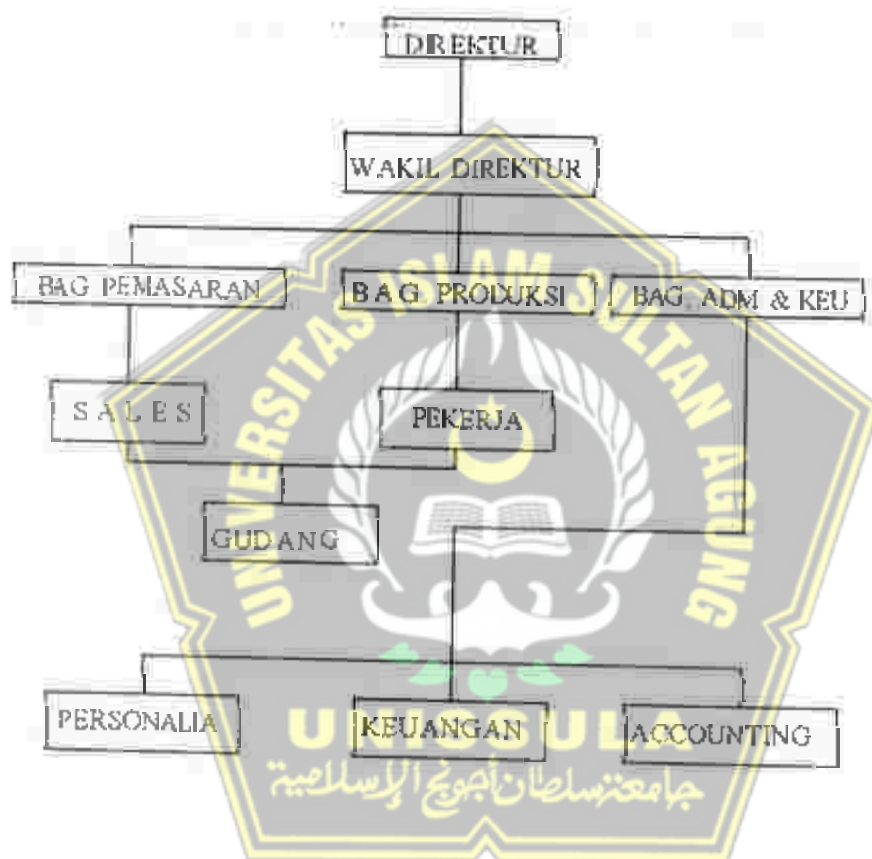 DIREKTUR
WAKIL DIREKTUR
BAG PEMASARAN
BAG PRODUKSI
BAG. ADM & KEU
SALES
PEKERJA
GUDANG
PERSONALIA
KEUANGAN
ACCOUNTING
UNIVERSITAS ISLAM SULTAN AGUNG
UNISSULA
جامعة سلطان أجونج الإسلامية